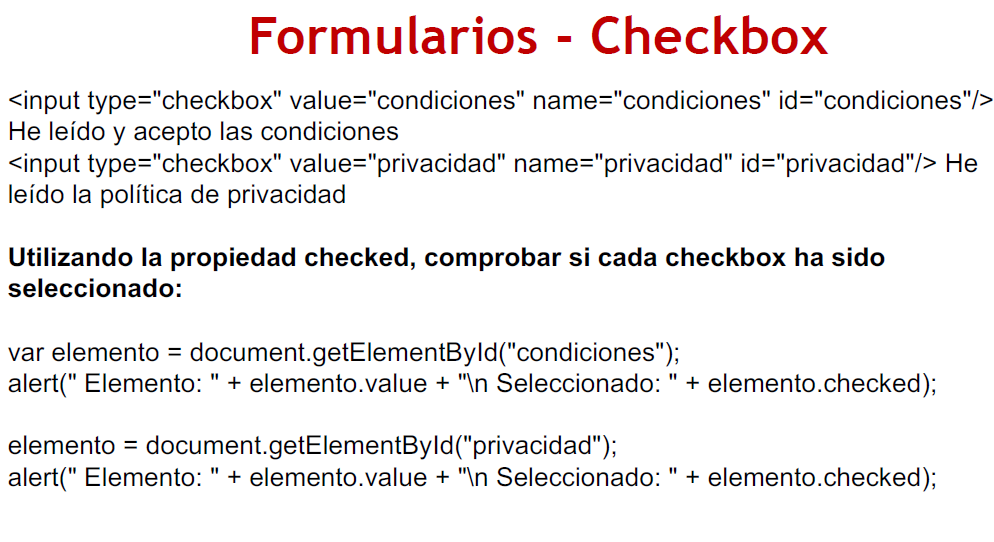 Formularios - Checkbox
<input type="checkbox" value="condiciones" name="condiciones" id="condiciones"/>
He leído y acepto las condiciones
<input type="checkbox" value="privacidad" name="privacidad" id="privacidad"/> He
leído la política de privacidad
Utilizando la propiedad checked, comprobar si cada checkbox ha sido
seleccionado:
var elemento = document.getElementById("condiciones");
alert(" Elemento: " + elemento.value + "\n Seleccionado: " + elemento.checked);
elemento = document.getElementById("privacidad");
alert(" Elemento: " + elemento.value + "\n Seleccionado: " + elemento.checked);